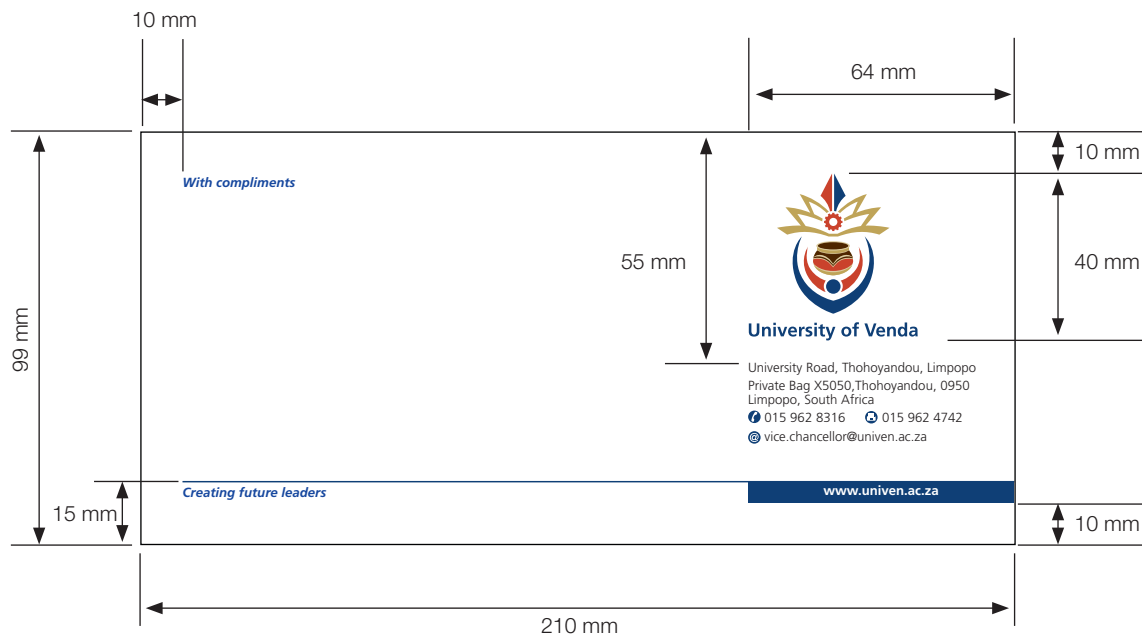 10 mm
64 mm
10 mm
With compliments
55 mm
40 mm
99 mm
University of Venda
University Road, Thohoyandou, Limpopo
Private Bag X5050,Thohoyandou, 0950
Limpopo, South Africa
015 962 8316 015 962 4742
@ vice.chancellor@univen.ac.za
Creating future leaders
www.univen.ac.za
15 mm
10 mm
210 mm